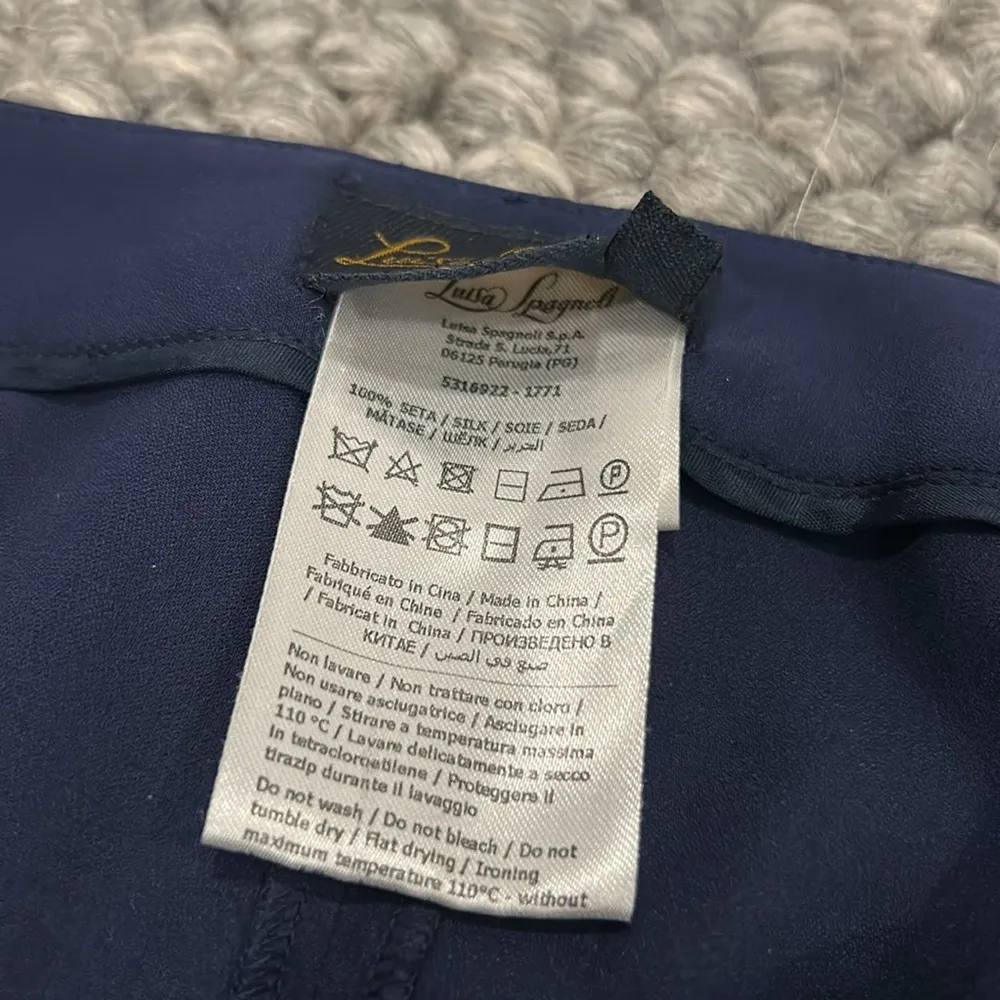 Luisa Spagnoli
Luisa Spagnoli S.p.A.
Strada S. Lucia,71
06125 Perugia (PG)
5316922 - 1771
100% SETA / SILK / SOIE / SEDA /
MĂTASE / ШЁЛК / الحرير
P
P
Fabbricato in Cina / Made in China /
Fabriqué en Chine / Fabricado en China
/ Fabricat în China / ПРОИЗВЕДЕНО В
КИТАЕ / صنع في الصين
Non lavare / Non trattare con cloro /
Non usare asciugatrice / Asciugare in
piano / Stirare a temperatura massima
110 °C / Lavare delicatamente a secco
in tetracloroetilene / Proteggere il
tirazip durante il lavaggio
Do not wash / Do not bleach / Do not
tumble dry / Flat drying / Ironing
maximum temperature 110°C - without